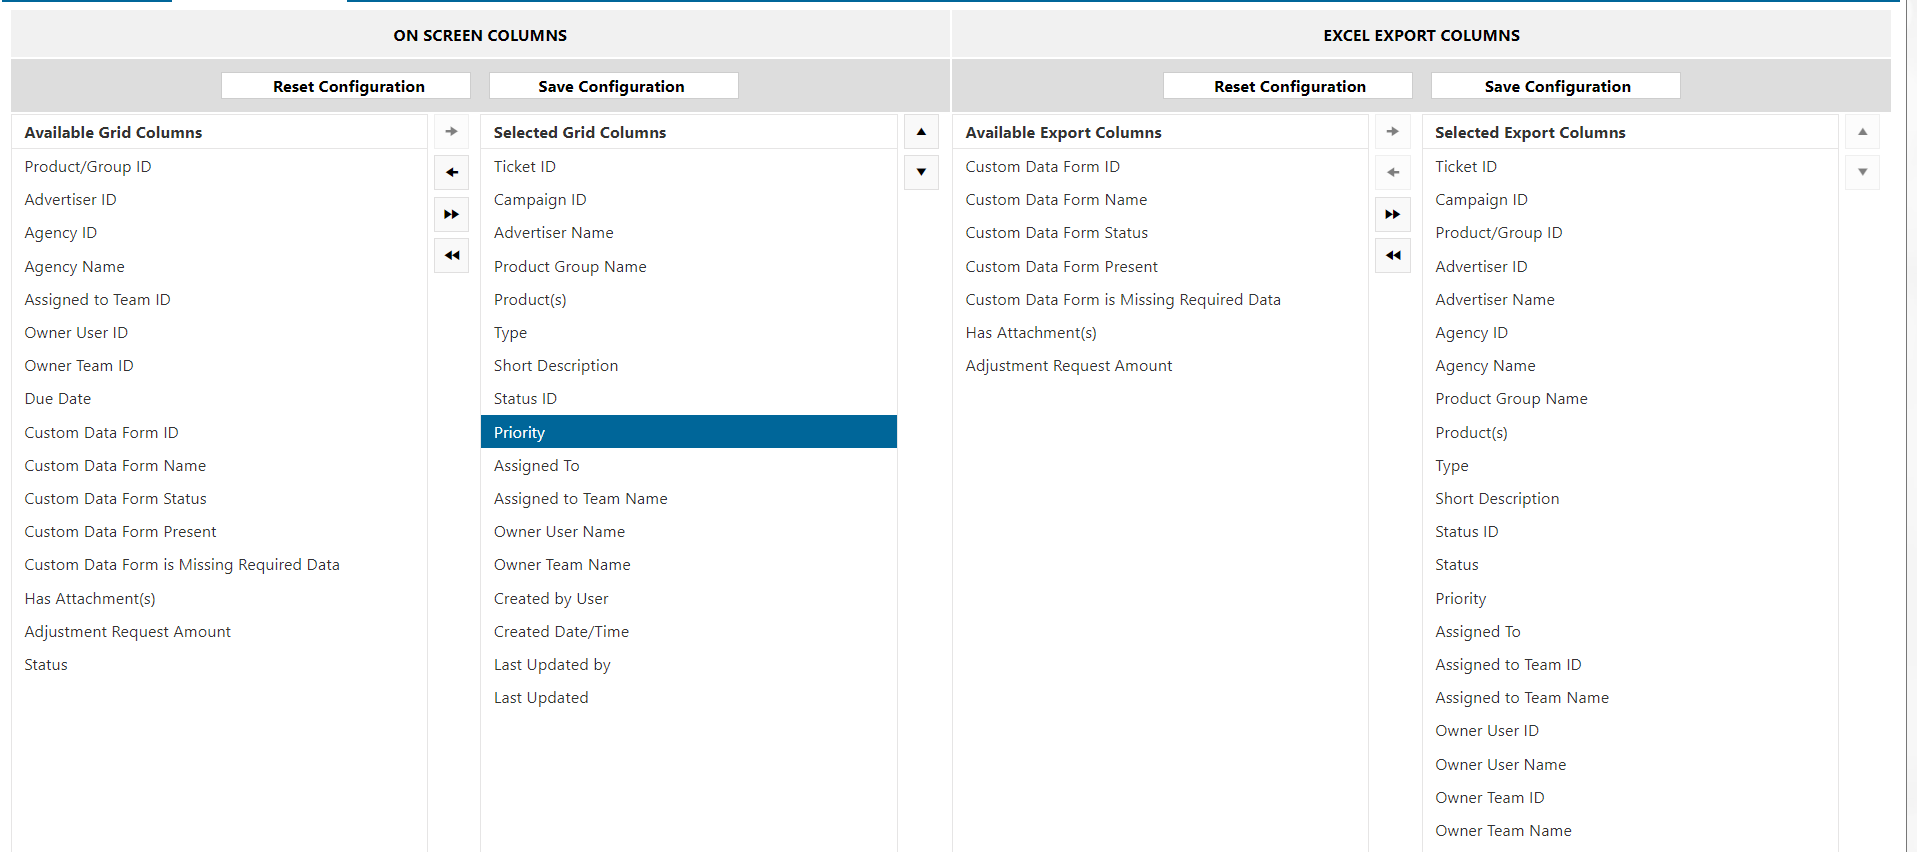 ON SCREEN COLUMNS
Reset Configuration
Save Configuration
Available Grid Columns
Product/Group ID
Advertiser ID
Agency ID
Agency Name
Assigned to Team ID
Owner User ID
Owner Team ID
Due Date
Custom Data Form ID
Custom Data Form Name
Custom Data Form Status
Custom Data Form Present
Custom Data Form is Missing Required Data
Has Attachment(s)
Adjustment Request Amount
Status
Selected Grid Columns
Ticket ID
Campaign ID
Advertiser Name
Product Group Name
Product(s)
Type
Short Description
Status ID
Priority
Assigned To
Assigned to Team Name
Owner User Name
Owner Team Name
Created by User
Created Date/Time
Last Updated by
Last Updated
EXCEL EXPORT COLUMNS
Reset Configuration
Save Configuration
Available Export Columns
Custom Data Form ID
Custom Data Form Name
Custom Data Form Status
Custom Data Form Present
Custom Data Form is Missing Required Data
Has Attachment(s)
Adjustment Request Amount
Selected Export Columns
Ticket ID
Campaign ID
Product/Group ID
Advertiser ID
Advertiser Name
Agency ID
Agency Name
Product Group Name
Product(s)
Type
Short Description
Status ID
Status
Priority
Assigned To
Assigned to Team ID
Assigned to Team Name
Owner User ID
Owner User Name
Owner Team ID
Owner Team Name